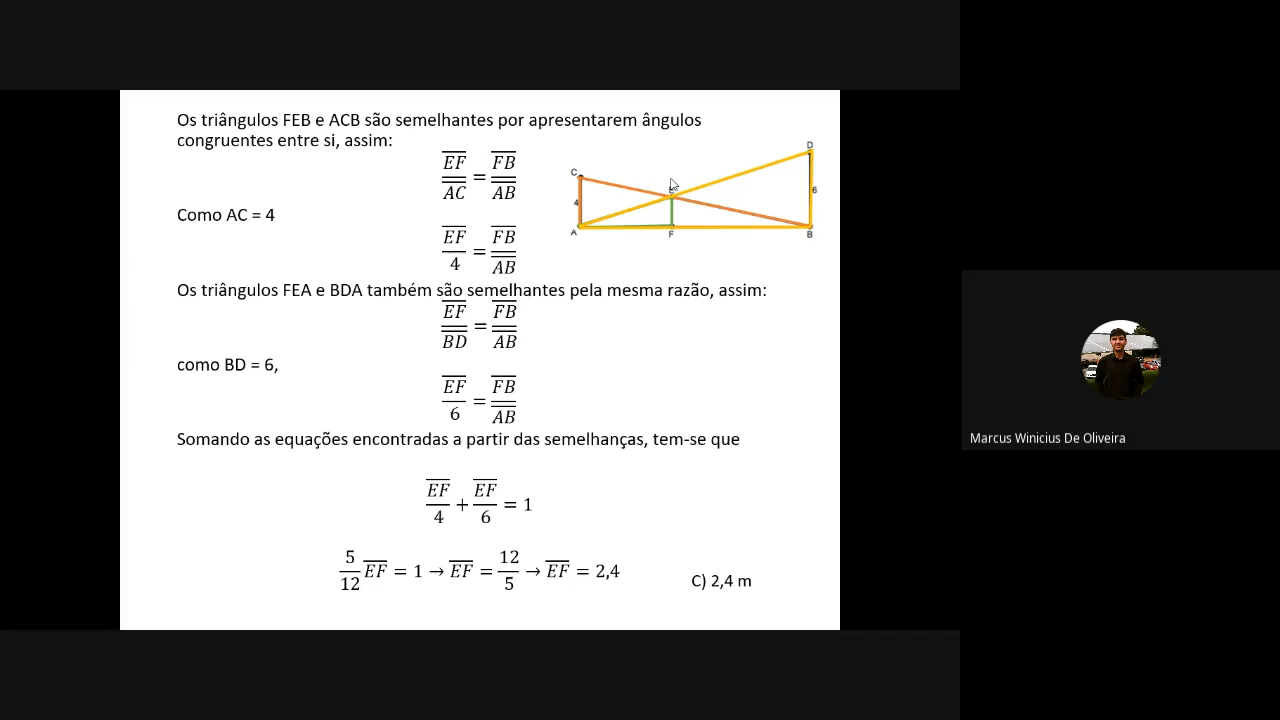 Os triângulos FEB e ACB são semelhantes por apresentarem ângulos
congruentes entre si, assim:
EF/AC = FB/AB
Como AC = 4
EF/4 = FB/AB
Os triângulos FEA e BDA também são semelhantes pela mesma razão, assim:
EF/BD = FB/AB
como BD = 6,
EF/6 = FB/AB
Somando as equações encontradas a partir das semelhanças, tem-se que
EF/4 + EF/6 = 1
5/12 EF = 1 → EF = 12/5 → EF = 2,4
C) 2,4 m
D
C
4
6
A
F
B
Marcus Winicius De Oliveira